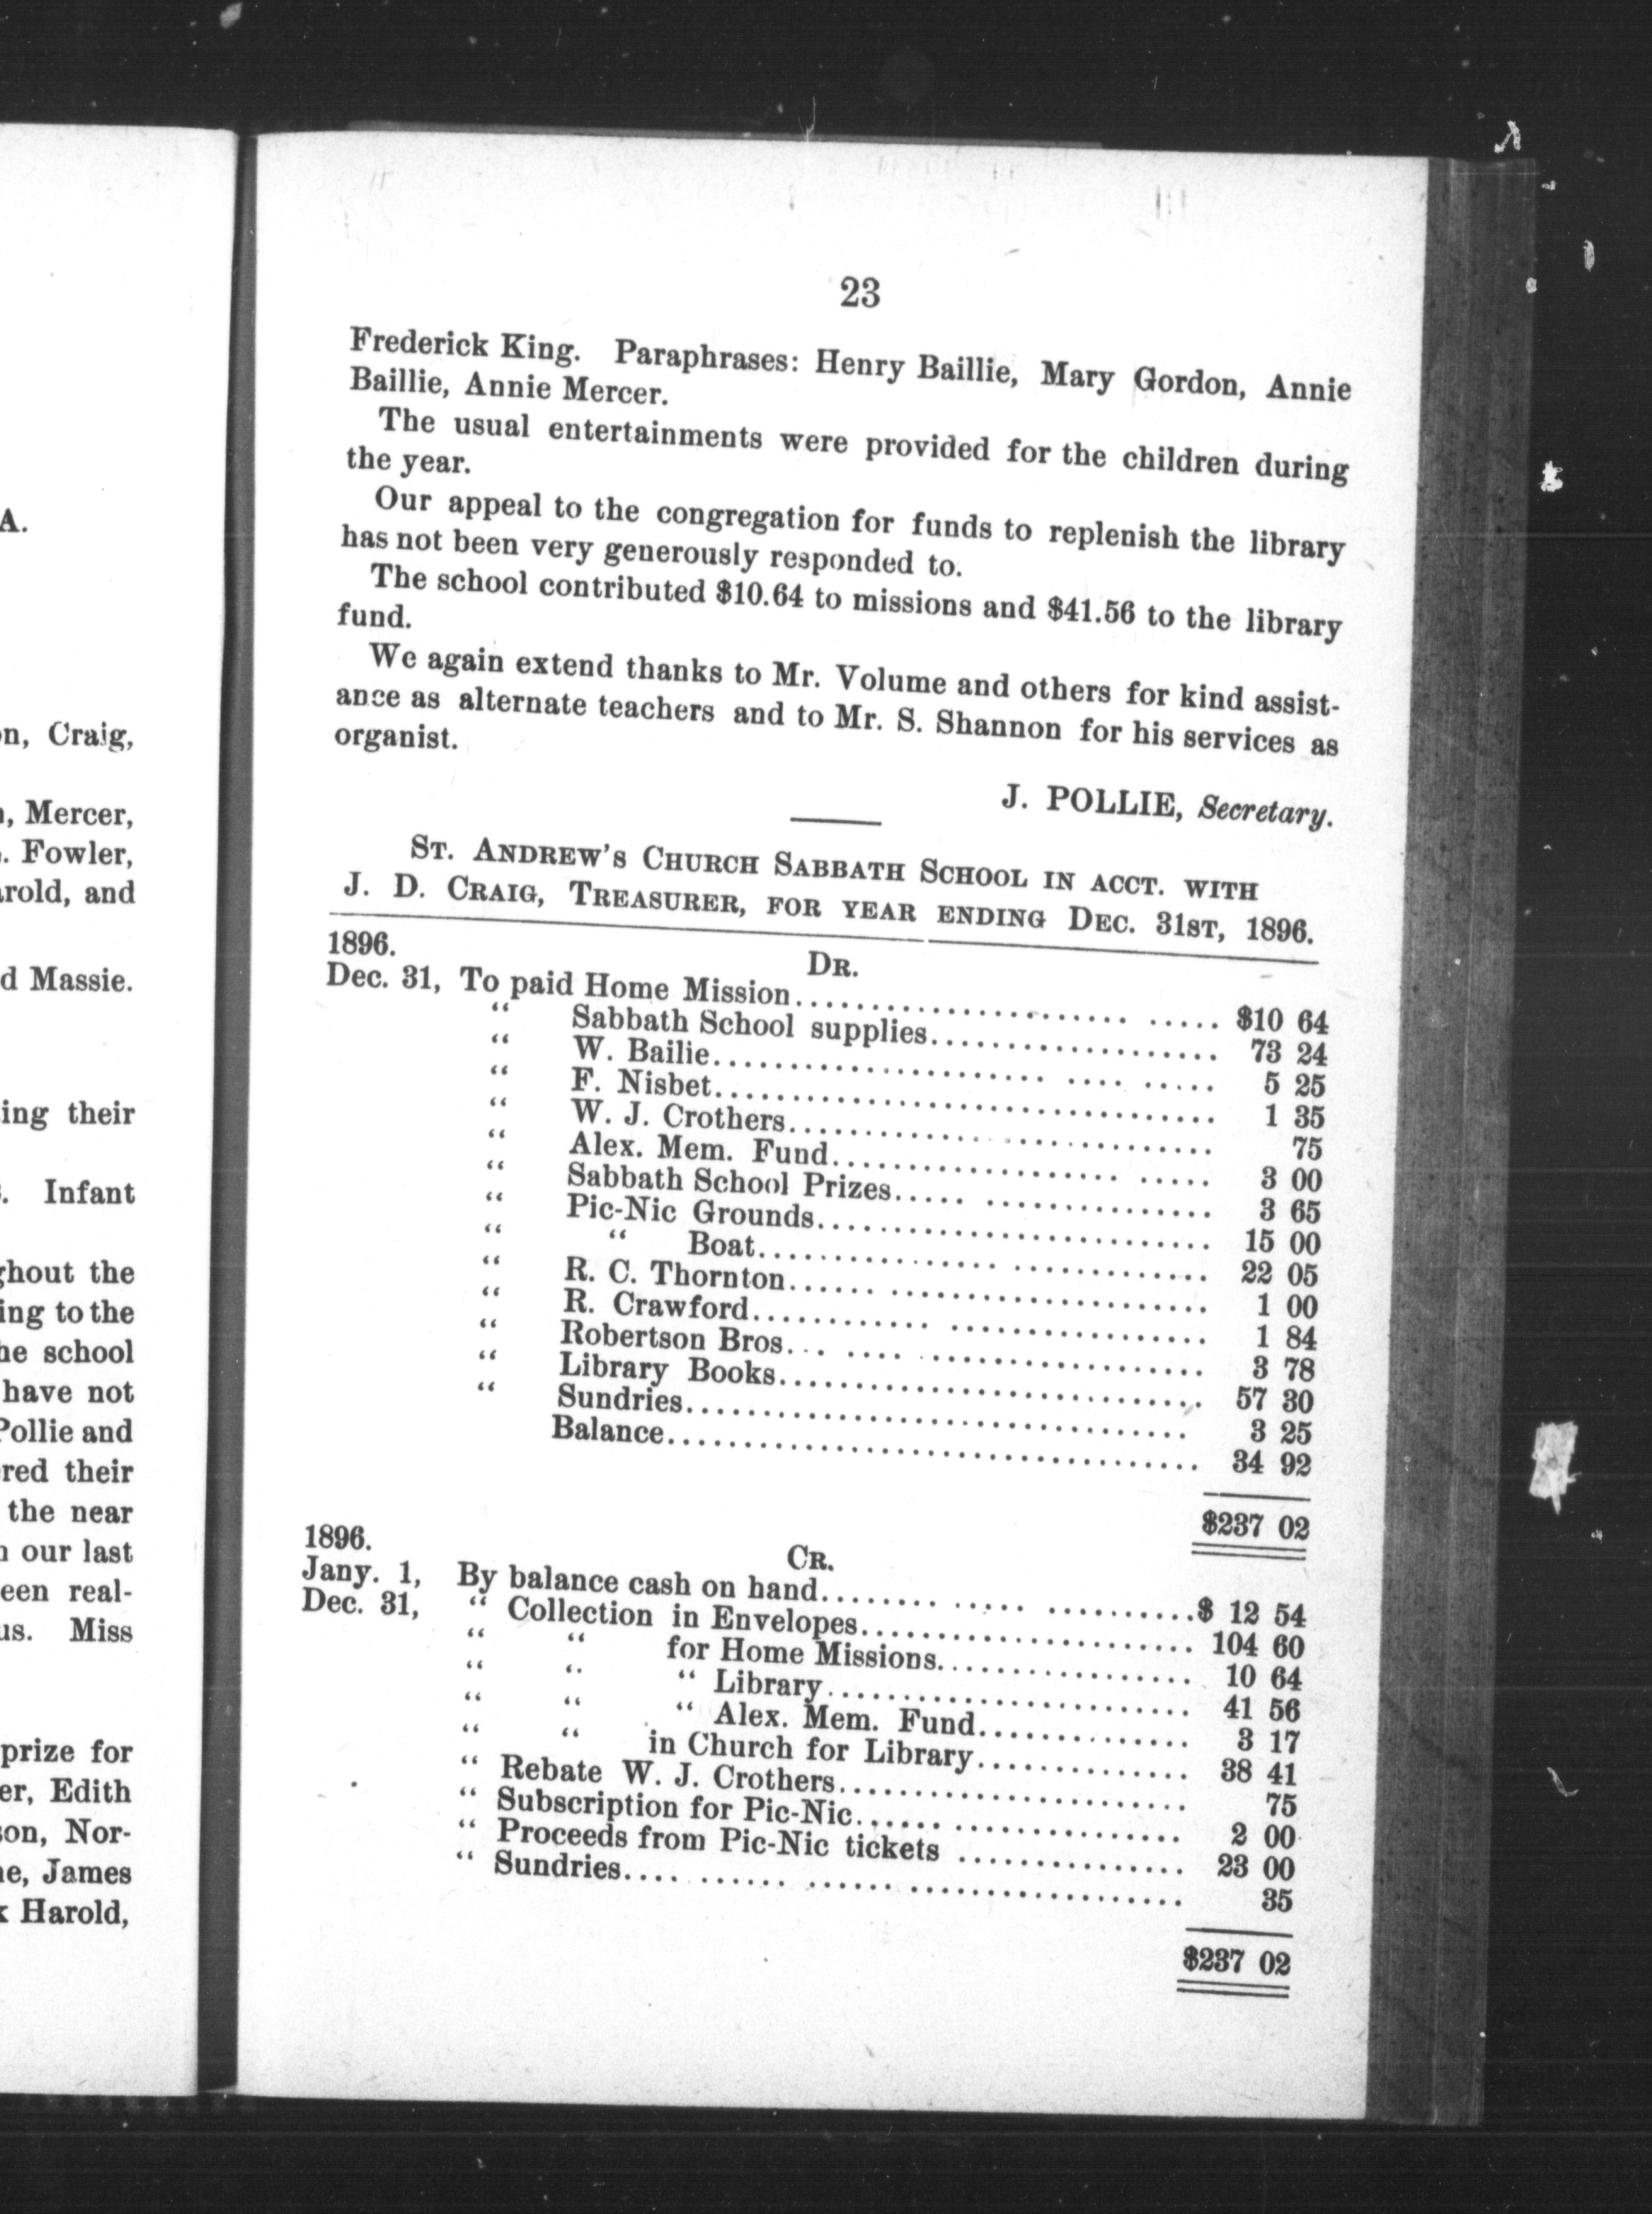 A.
Craig,
Mercer,
Fowler,
and
Massie.
their
Infant
the
to the
school
have not
and
their
the near
our last
real-
Miss
prize for
Edith
Nor-
James
Harold,
23
Frederick King. Paraphrases: Henry Baillie, Mary Gordon, Annie
Baillie, Annie Mercer.
The usual entertainments were provided for the children during
the year.
Our appeal to the congregation for funds to replenish the library
has not been very generously responded to.
The school contributed $10.64 to missions and $41.56 to the library
fund.
We again extend thanks to Mr. Volume and others for kind assist-
ance as alternate teachers and to Mr. S. Shannon for his services as
organist.
J. POLLIE, Secretary.
St. Andrew's Church Sabbath School in acct. with
J. D. Craig, Treasurer, for year ending Dec. 31st, 1896.
1896.
Dr.
Dec. 31, To paid Home Mission.......... $10 64
“ Sabbath School supplies.......... 73 24
“ W. Bailie.......... 5 25
“ F. Nisbet.......... 1 35
“ W. J. Crothers.......... 75
“ Alex. Mem. Fund.......... 3 00
“ Sabbath School Prizes.......... 3 65
“ Pic-Nic Grounds.......... 15 00
“ “ Boat.......... 22 05
“ R. C. Thornton.......... 1 00
“ R. Crawford.......... 1 84
“ Robertson Bros.......... 3 78
“ Library Books.......... 57 30
“ Sundries.......... 3 25
Balance.......... 34 92
$237 02
1896.
Cr.
Jany. 1, By balance cash on hand..........$ 12 54
Dec. 31, “ Collection in Envelopes.......... 104 60
“ “ for Home Missions.......... 10 64
“ “ “ Library.......... 41 56
“ “ “ Alex. Mem. Fund.......... 3 17
“ “ in Church for Library.......... 38 41
“ Rebate W. J. Crothers.......... 75
“ Subscription for Pic-Nic.......... 2 00
“ Proceeds from Pic-Nic tickets .......... 23 00
“ Sundries.......... 35
$237 02